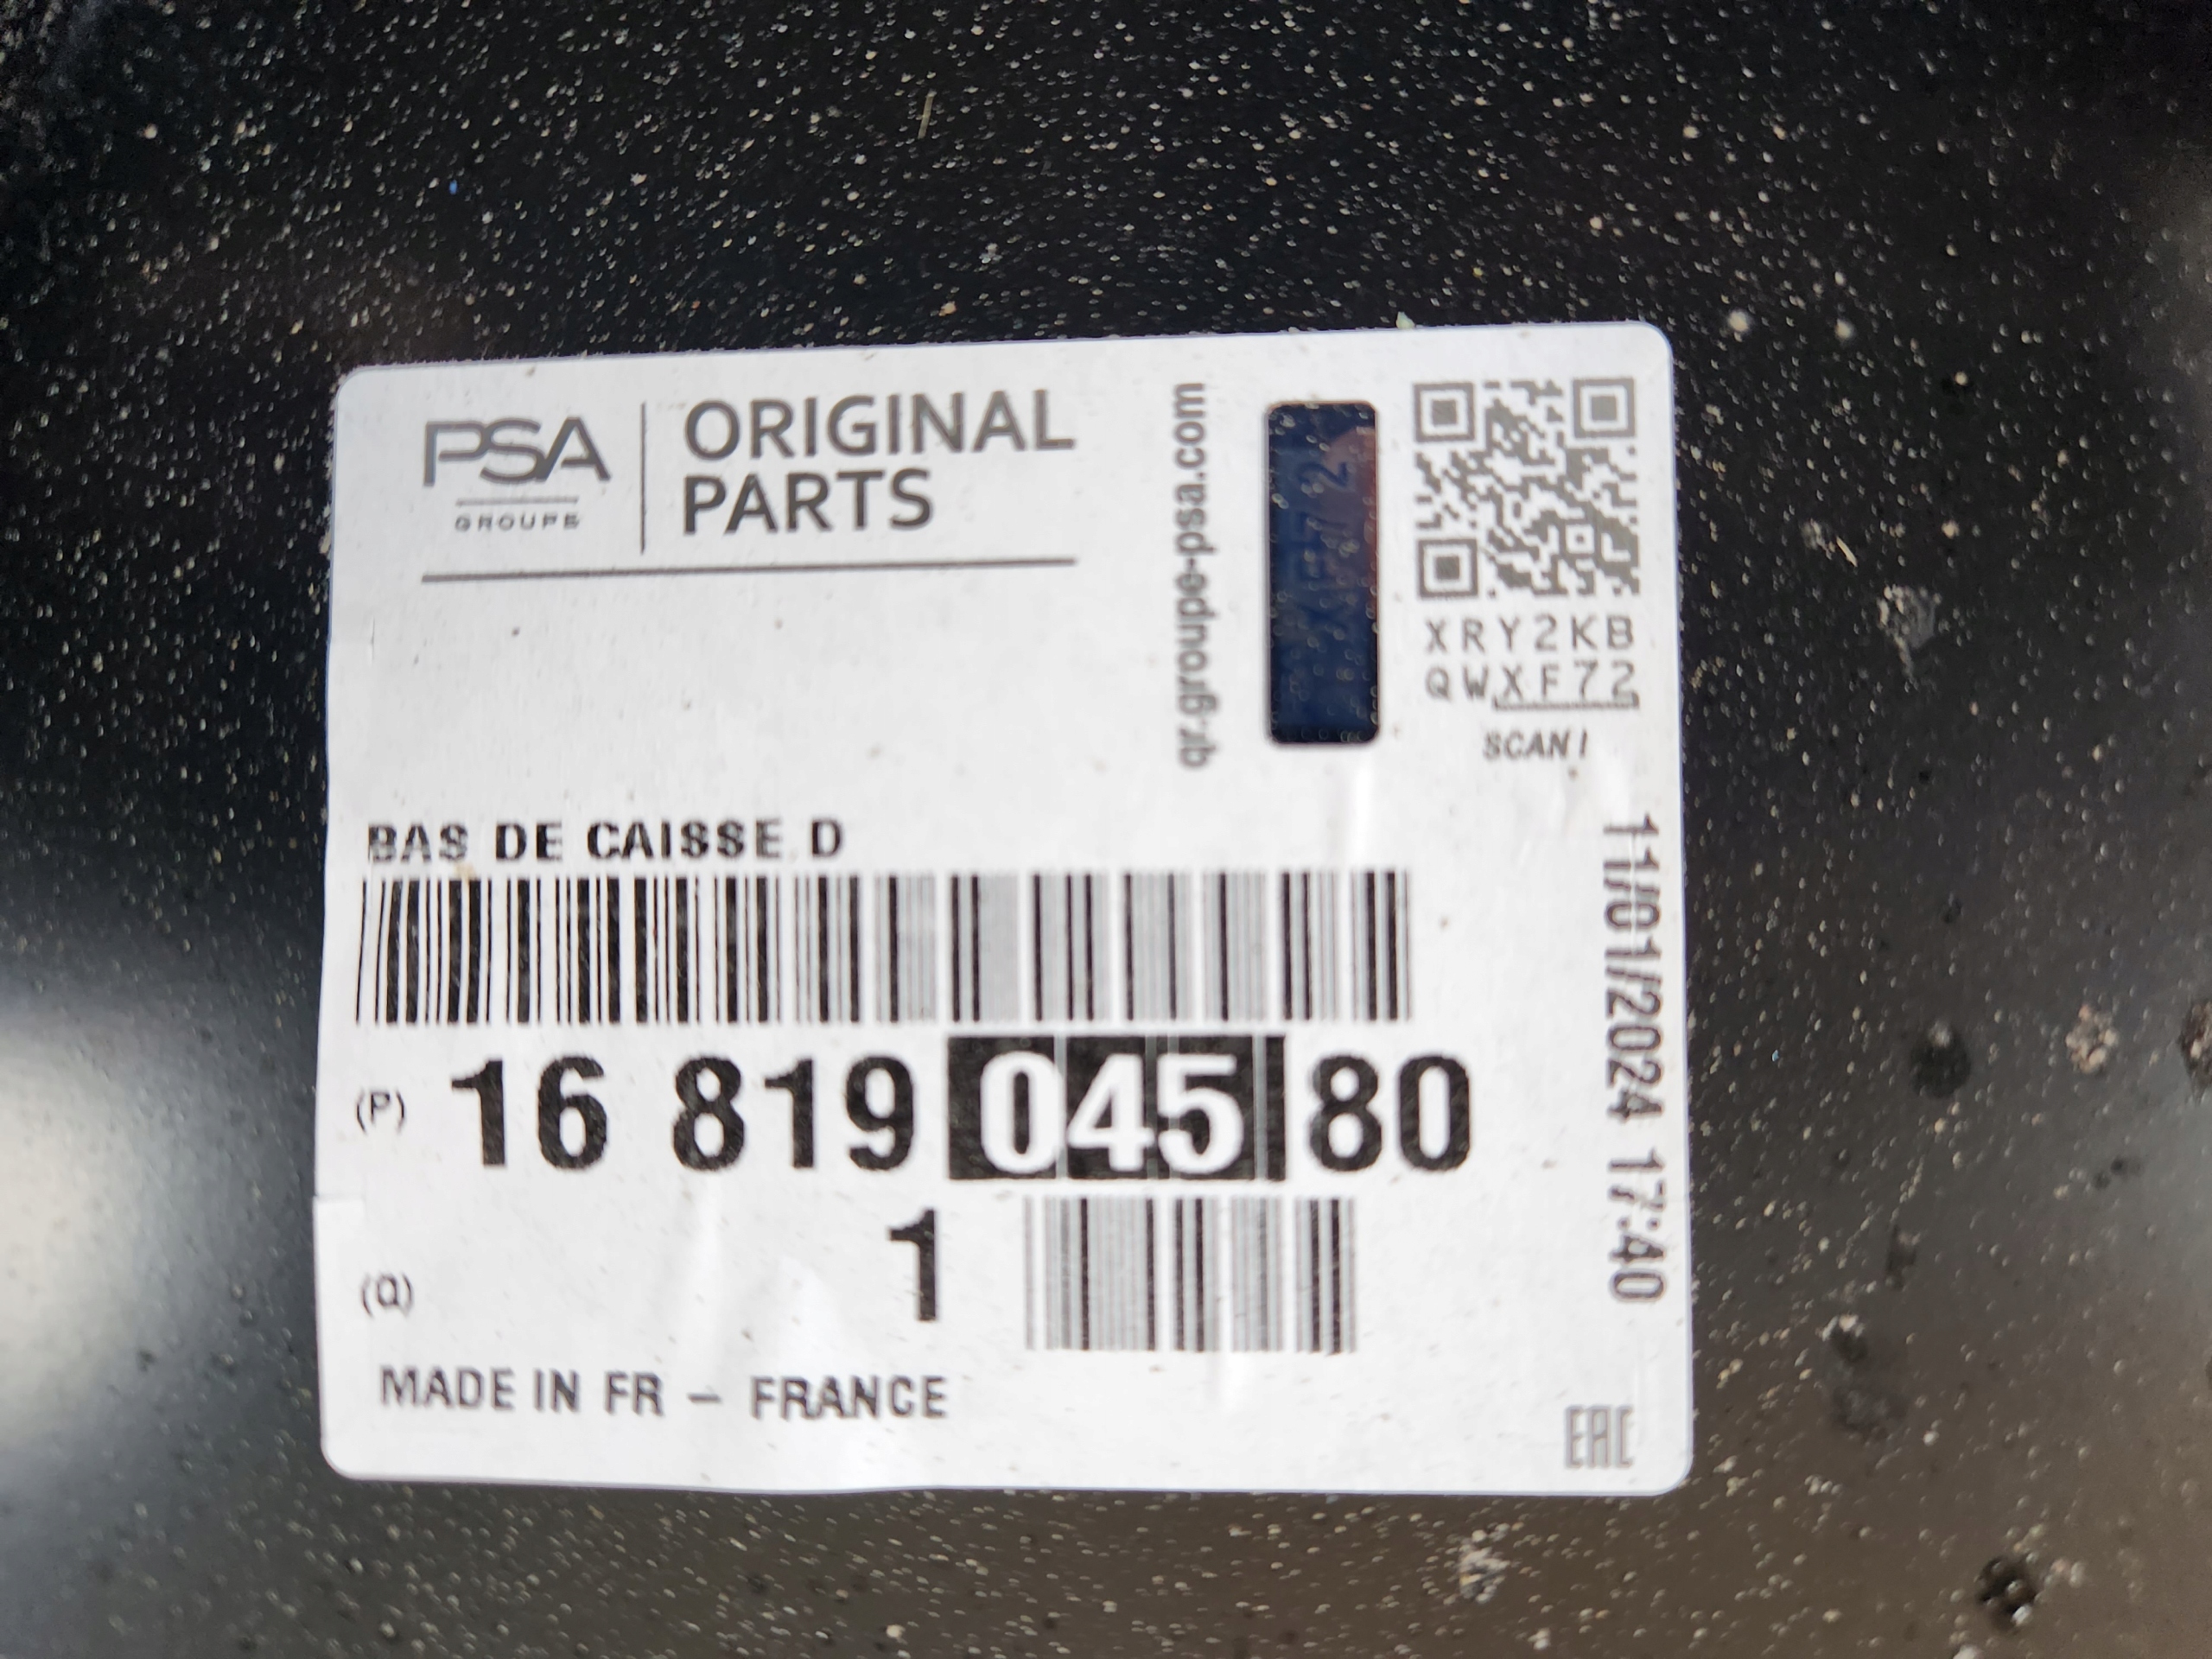 PSA
GROUPE
ORIGINAL
PARTS
qr.groupe-psa.com
XF72
XRY2KB
QWXF72
SCAN!
BAS DE CAISSE D
(P) 16 819 045 80
(Q) 1
11/01/2024 17:40
MADE IN FR - FRANCE
EAC